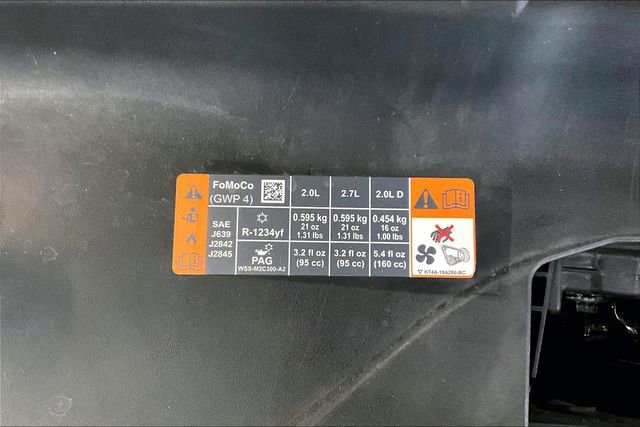 FoMoCo
(GWP 4)
2.0L 2.7L 2.0L D
SAE
J639
J2842
J2845
R-1234yf
0.595 kg
21 oz
1.31 lbs
0.595 kg
21 oz
1.31 lbs
0.454 kg
16 oz
1.00 lbs
PAG
WSS-M2C300-A2
3.2 fl oz
(95 cc)
3.2 fl oz
(95 cc)
5.4 fl oz
(160 cc)
KT4A-19A286-BC